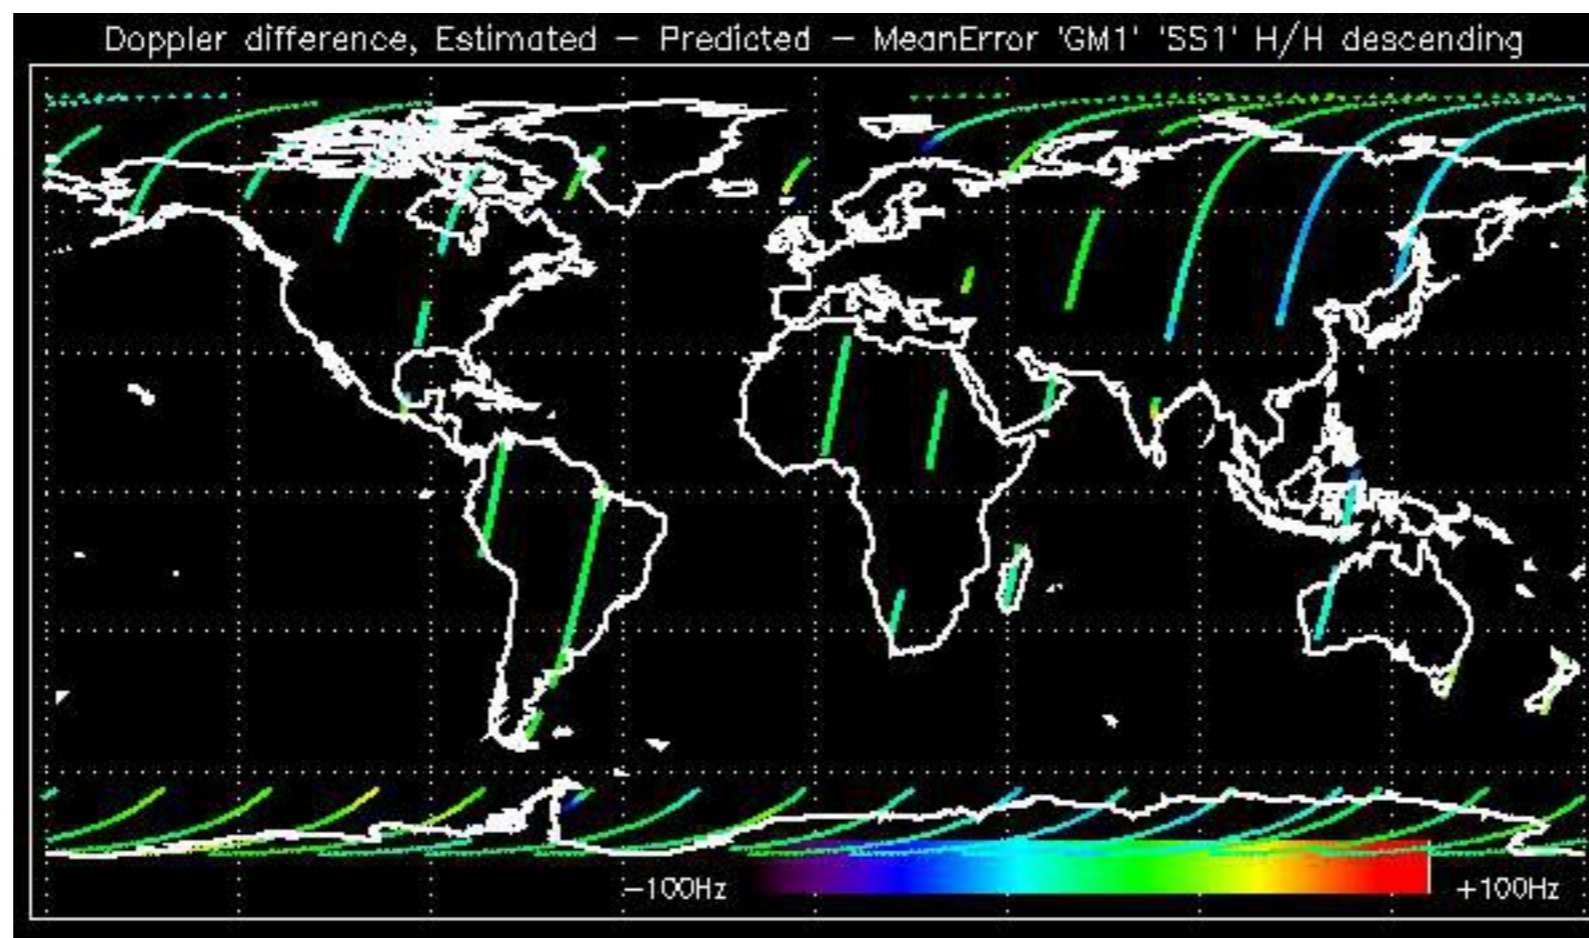 Doppler difference, Estimated – Predicted – MeanError 'GM1' 'SS1' H/H descending
–100Hz
+100Hz